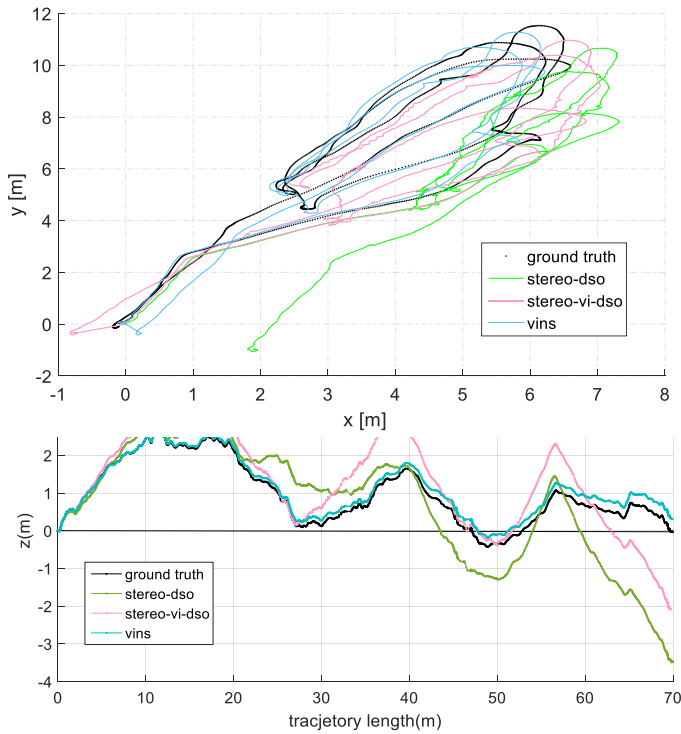 12
10
8
6
4
2
0
-2
y [m]
ground truth
stereo-dso
stereo-vi-dso
vins
-1 0 1 2 3 4 5 6 7 8
x [m]
2
1
0
-1
-2
-3
-4
z(m)
ground truth
stereo-dso
stereo-vi-dso
vins
0 10 20 30 40 50 60 70
tracjetory length(m)